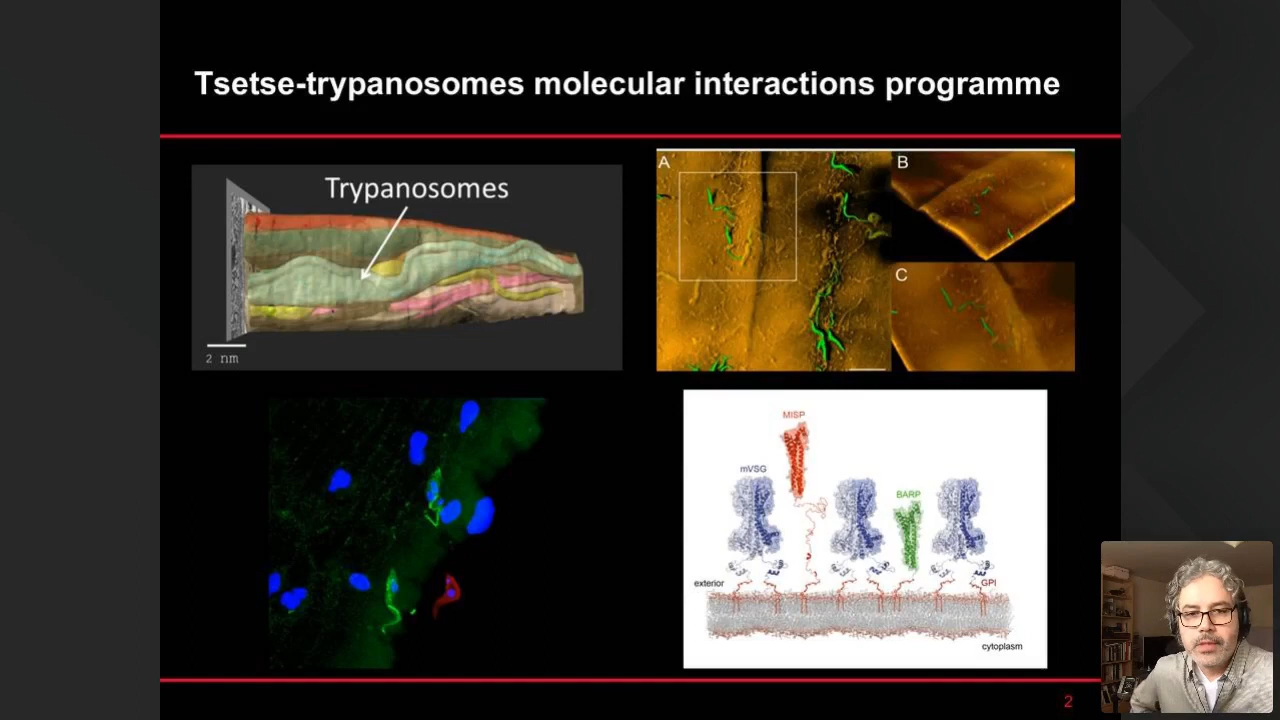 Tsetse-trypanosomes molecular interactions programme
Trypanosomes
2 nm
A
B
C
MISP
mVSG
BARP
exterior
GPI
cytoplasm
2